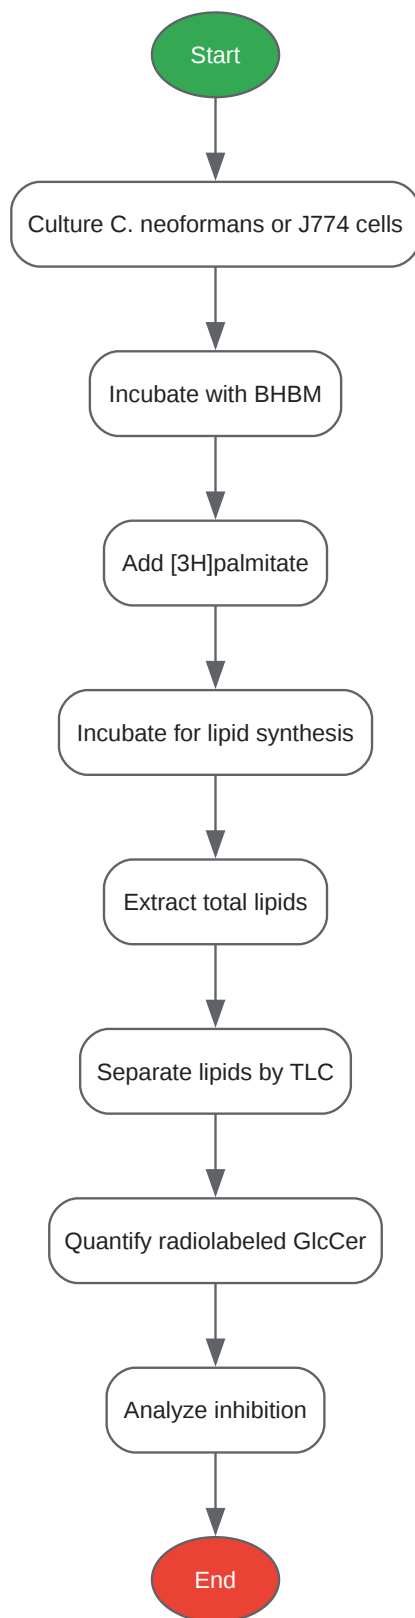 Start
Culture C. neoformans or J774 cells
Incubate with BHBM
Add [3H]palmitate
Incubate for lipid synthesis
Extract total lipids
Separate lipids by TLC
Quantify radiolabeled GlcCer
Analyze inhibition
End